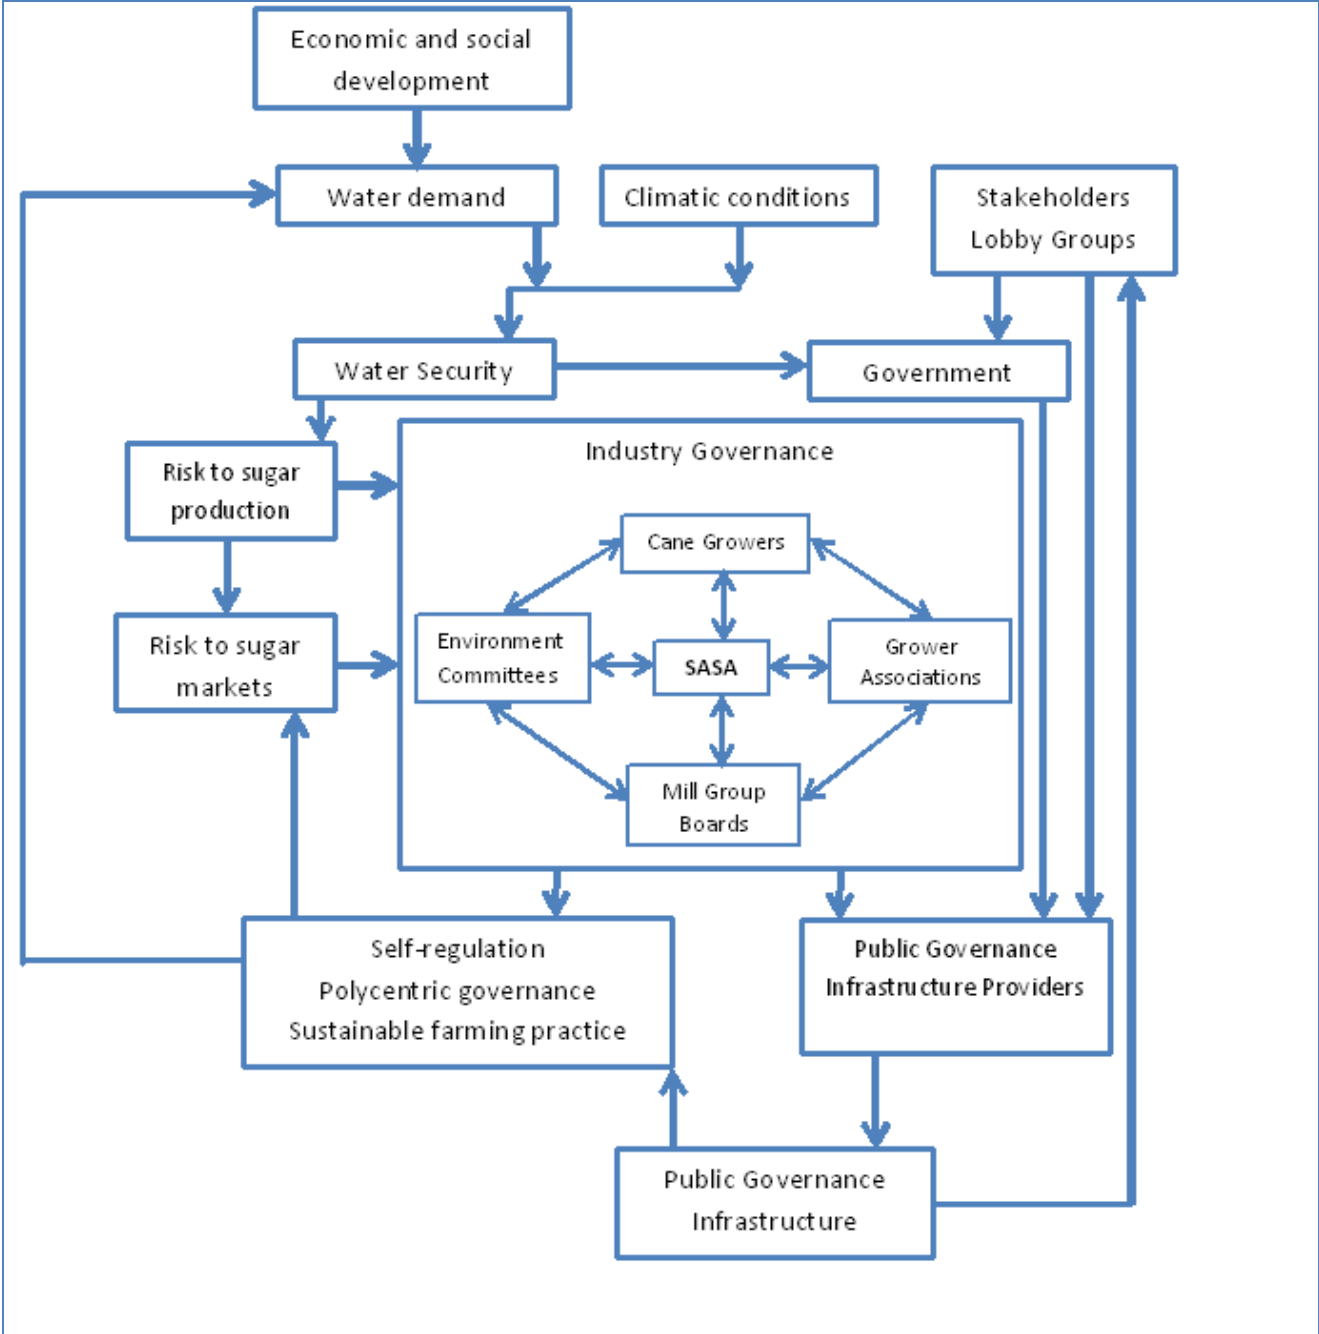 Economic and social
development
Water demand
Climatic conditions
Stakeholders
Lobby Groups
Water Security
Government
Risk to sugar
production
Industry Governance
Cane Growers
Environment
Committees
SASA
Grower
Associations
Risk to sugar
markets
Mill Group
Boards
Self-regulation
Polycentric governance
Sustainable farming practice
Public Governance
Infrastructure Providers
Public Governance
Infrastructure